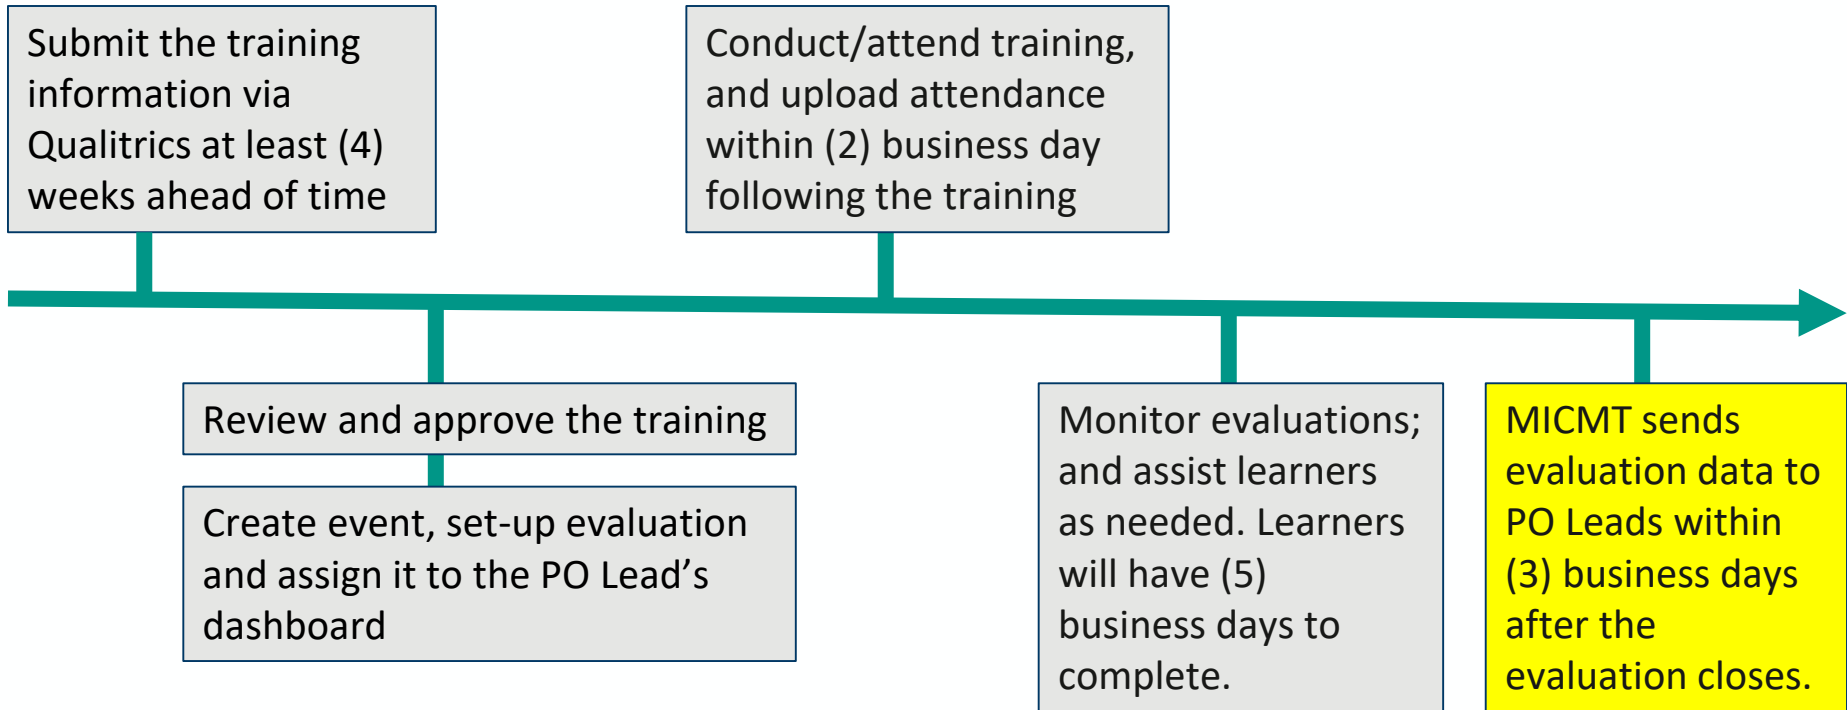 Submit the training
information via
Qualitrics at least (4)
weeks ahead of time
Conduct/attend training,
and upload attendance
within (2) business day
following the training
Review and approve the training
Create event, set-up evaluation
and assign it to the PO Lead’s
dashboard
Monitor evaluations;
and assist learners
as needed. Learners
will have (5)
business days to
complete.
MICMT sends
evaluation data to
PO Leads within
(3) business days
after the
evaluation closes.